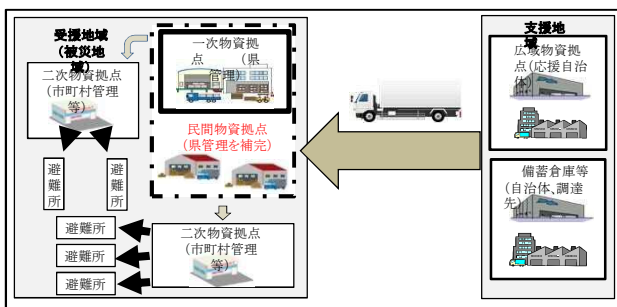 受援地域
(被災地
域)
一次物資拠
点 (県
管理)
二次物資拠点
(市町村管理
等)
民間物資拠点
(県管理を補完)
避難所
避難所
避難所
避難所
避難所
二次物資拠点
(市町村管理
等)
支援地
域
広域物資拠
点(応援自治
体)
備蓄倉庫等
(自治体、調達
先)